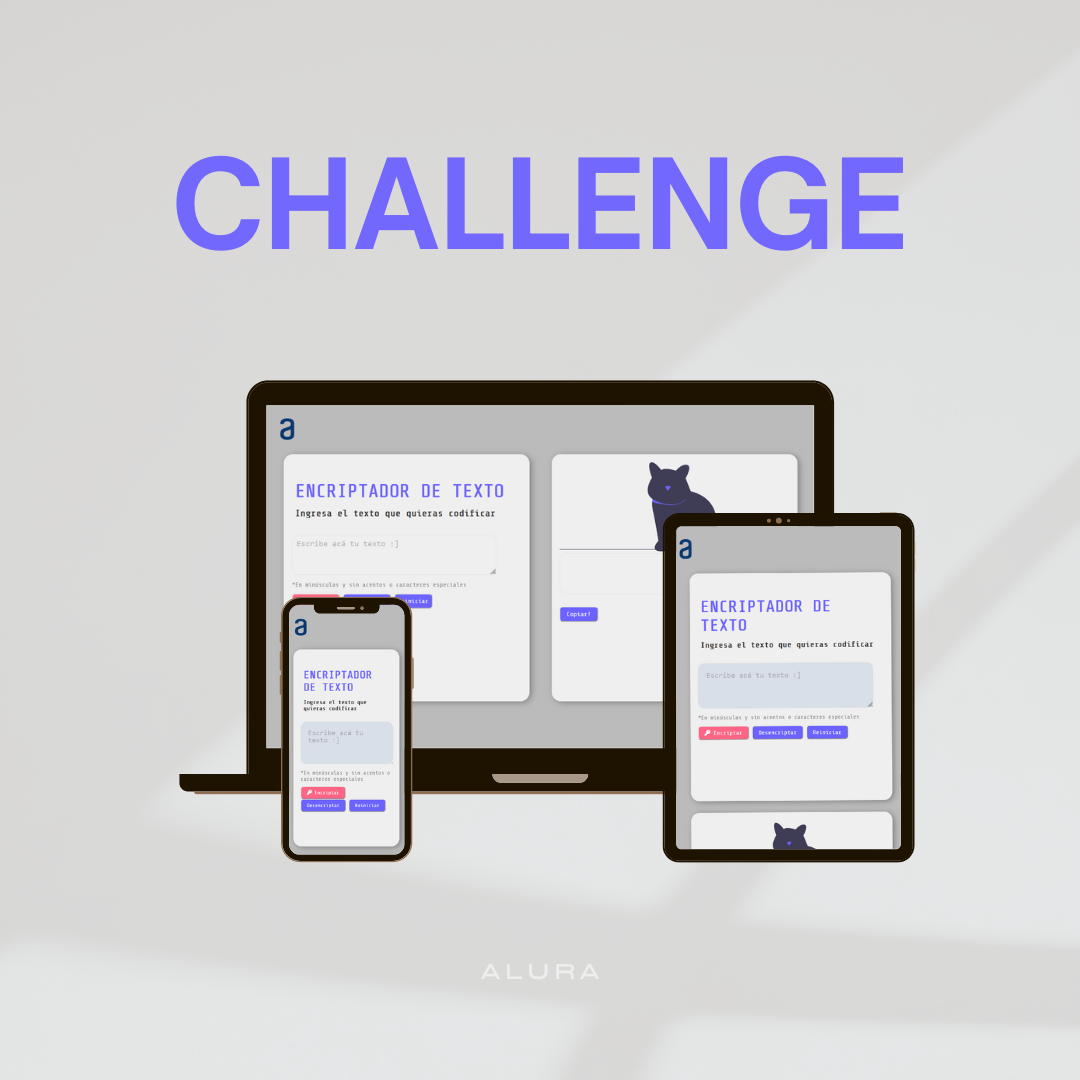 CHALLENGE
a
ENCRIPTADOR DE TEXTO
Ingresa el texto que quieras codificar
Escribe acá tu texto :]
*En minúsculas y sin acentos o caracteres especiales
iniciar
Copiar!
a
ENCRIPTADOR
DE TEXTO
Ingresa el texto que
quieras codificar
Escribe acá tu
texto :]
*En minúsculas y sin acentos o
caracteres especiales
Encriptar
Desencriptar Reiniciar
a
ENCRIPTADOR DE
TEXTO
Ingresa el texto que quieras codificar
Escribe acá tu texto :]
*En minúsculas y sin acentos o caracteres especiales
Encriptar Desencriptar Reiniciar
ALURA